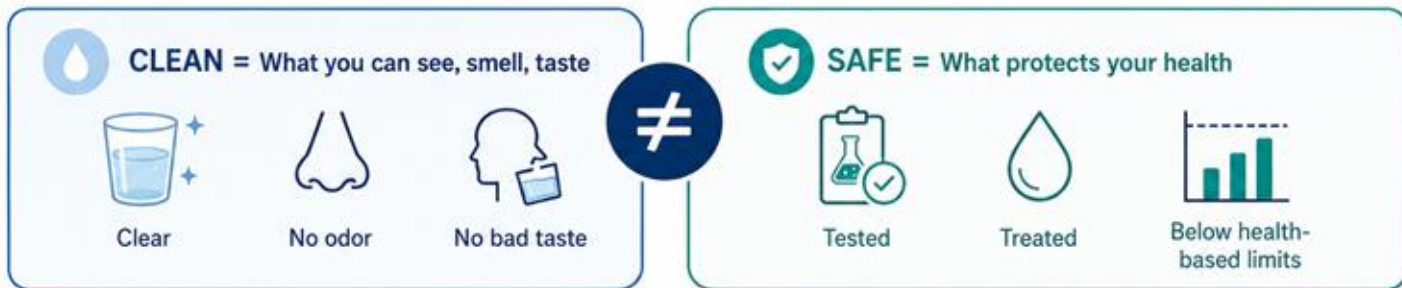 CLEAN = What you can see, smell, taste
Clear
No odor
No bad taste
≠
SAFE = What protects your health
Tested
Treated
Below health-
based limits